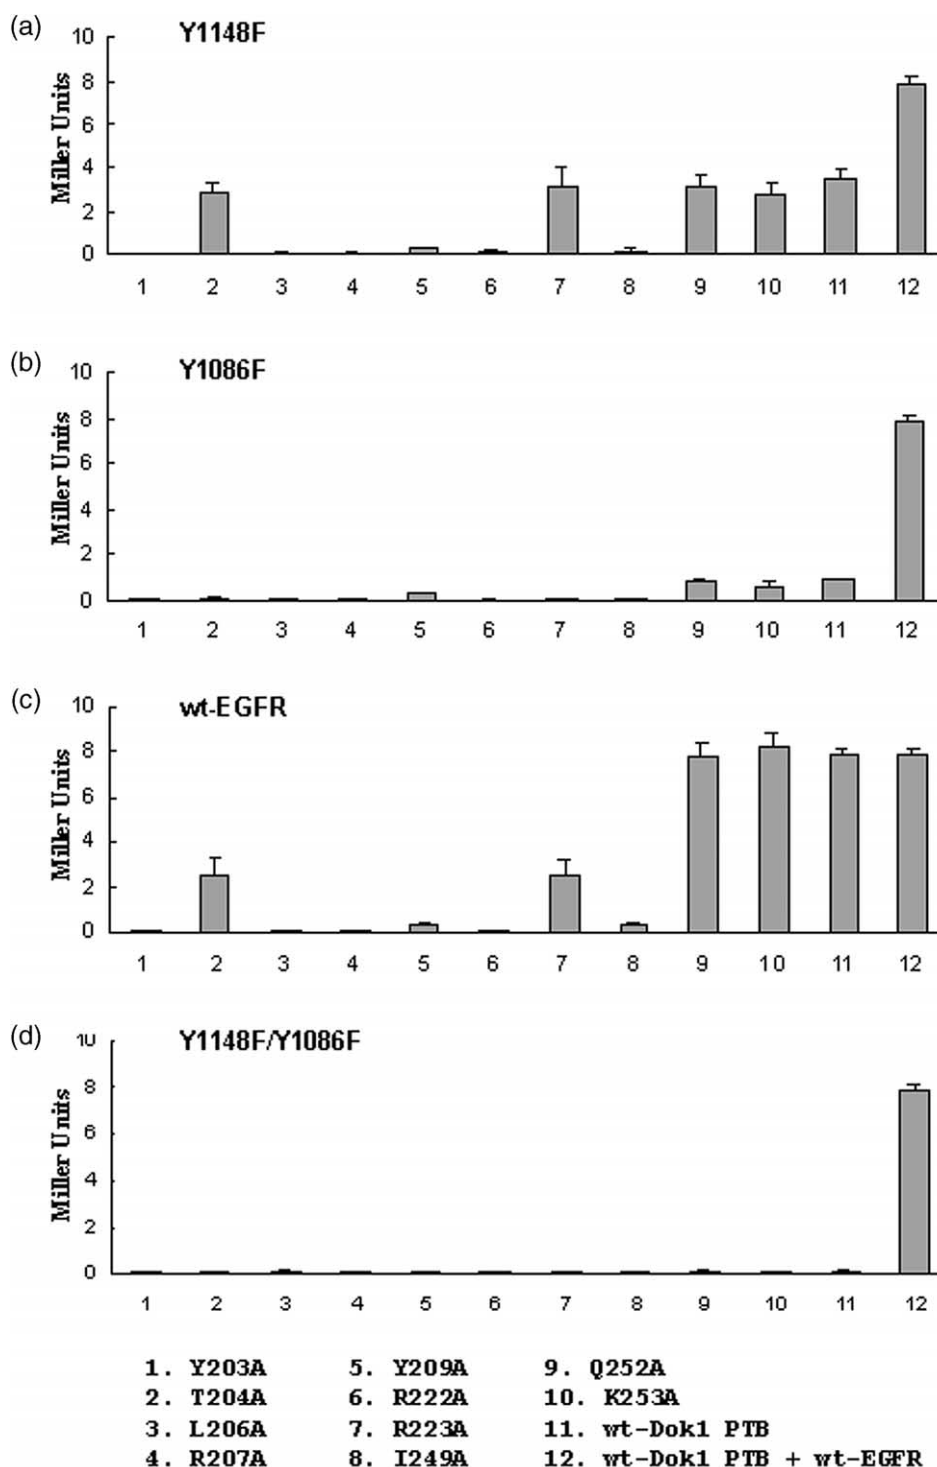 (a)
Y1148F
Miller Units
10
8
6
4
2
0
1 2 3 4 5 6 7 8 9 10 11 12
(b)
Y1086F
Miller Units
10
8
6
4
2
0
1 2 3 4 5 6 7 8 9 10 11 12
(c)
wt-EGFR
Miller Units
10
8
6
4
2
0
1 2 3 4 5 6 7 8 9 10 11 12
(d)
Y1148F/Y1086F
Miller Units
10
8
6
4
2
0
1 2 3 4 5 6 7 8 9 10 11 12
1. Y203A 5. Y209A 9. Q252A
2. T204A 6. R222A 10. K253A
3. L206A 7. R223A 11. wt-Dok1 PTB
4. R207A 8. I249A 12. wt-Dok1 PTB + wt-EGFR